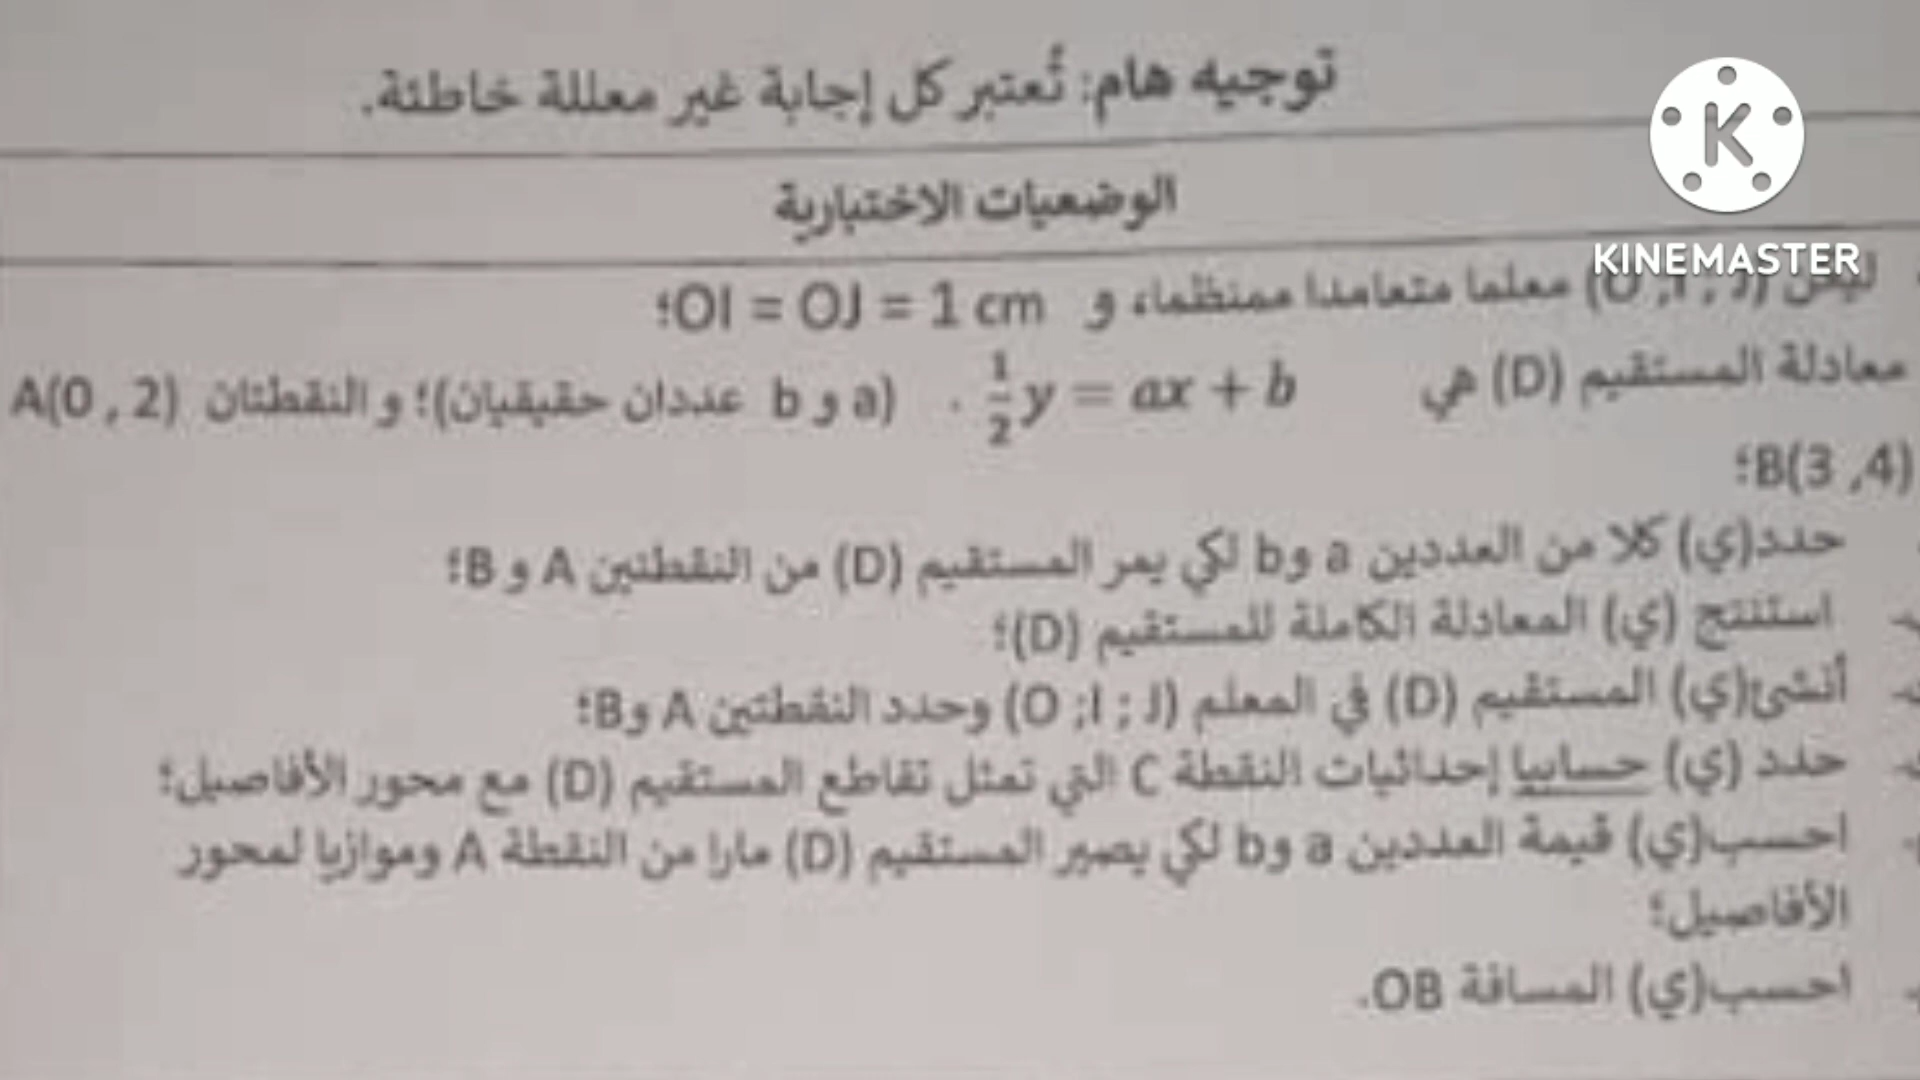 توجيه هام: تُعتبر كل إجابة غير معللة خاطئة.
الوضعيات الاختبارية
ليكن (O ,I ; J) معلما متعامدا ممنظما، و OI = OJ = 1 cm؛
معادلة المستقيم (D) هي $\frac{1}{2}y = ax + b$ . (a و b عددان حقيقيان)؛ و النقطتان A(0 , 2)
B(3 ,4)؛
حدد(ي) كلا من العددين a وb لكي يمر المستقيم (D) من النقطتين A و B؛
استنتج (ي) المعادلة الكاملة للمستقيم (D)؛
أنشئ(ي) المستقيم (D) في المعلم (O ;I ; J) وحدد النقطتين A وB؛
حدد (ي) حسابيا إحداثيات النقطة C التي تمثل تقاطع المستقيم (D) مع محور الأفاصيل؛
احسب(ي) قيمة العددين a وb لكي يصير المستقيم (D) مارا من النقطة A وموازيا لمحور
الأفاصيل؛
احسب(ي) المسافة OB.
K
KINEMASTER